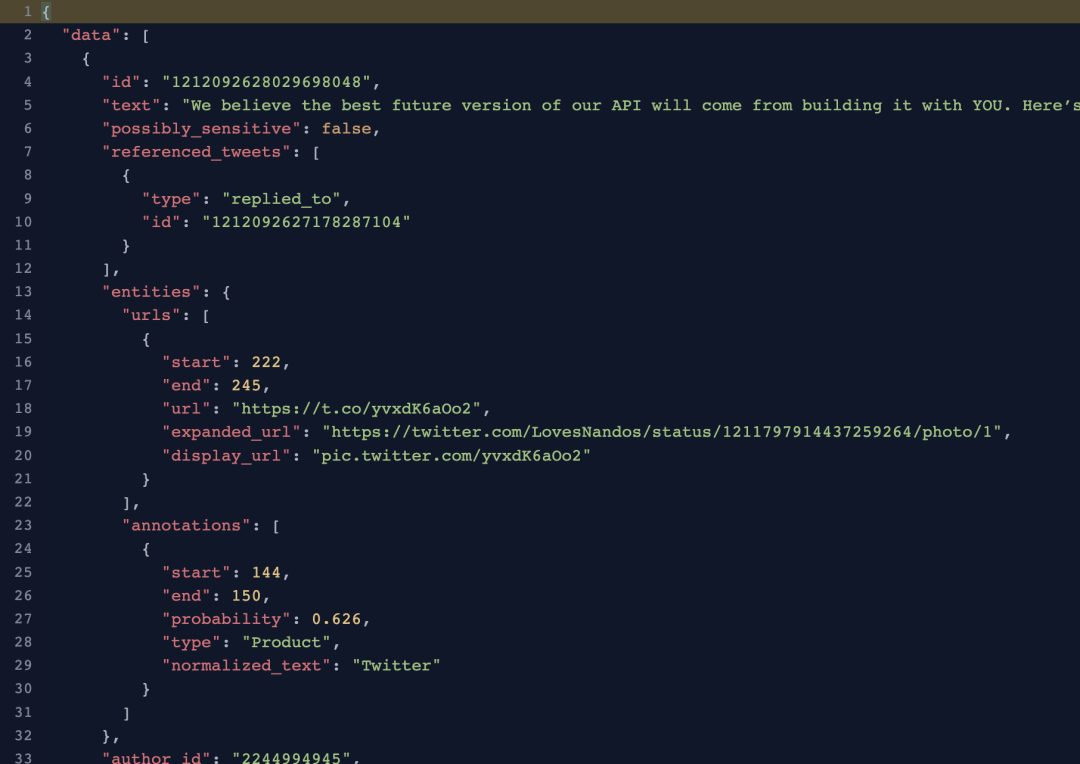 1 {
2 "data": [
3 {
4 "id": "1212092628029698048",
5 "text": "We believe the best future version of our API will come from building it with YOU. Here’s
6 "possibly_sensitive": false,
7 "referenced_tweets": [
8 {
9 "type": "replied_to",
10 "id": "1212092627178287104"
11 }
12 ],
13 "entities": {
14 "urls": [
15 {
16 "start": 222,
17 "end": 245,
18 "url": "https://t.co/yvxdK6aOo2",
19 "expanded_url": "https://twitter.com/LovesNandos/status/1211797914437259264/photo/1",
20 "display_url": "pic.twitter.com/yvxdK6aOo2"
21 }
22 ],
23 "annotations": [
24 {
25 "start": 144,
26 "end": 150,
27 "probability": 0.626,
28 "type": "Product",
29 "normalized_text": "Twitter"
30 }
31 ]
32 },
33 "author_id": "2244994945",